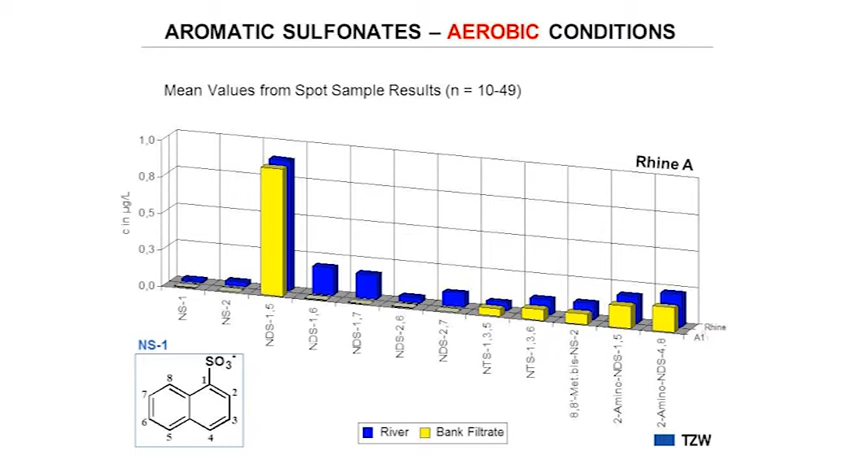 AROMATIC SULFONATES – AEROBIC CONDITIONS
Mean Values from Spot Sample Results (n = 10-49)
Rhine A
c in µg/L
1,0
0,8
0,5
0,3
0,0
NS-1
NS-2
NDS-1,5
NDS-1,6
NDS-1,7
NDS-2,6
NDS-2,7
NTS-1,3,5
NTS-1,3,6
8,8'-Met.bis-NS-2
2-Amino-NDS-1,5
2-Amino-NDS-4,8
Rhine
A1
NS-1
SO3-
8
1
7
2
6
3
5
4
River
Bank Filtrate
TZW